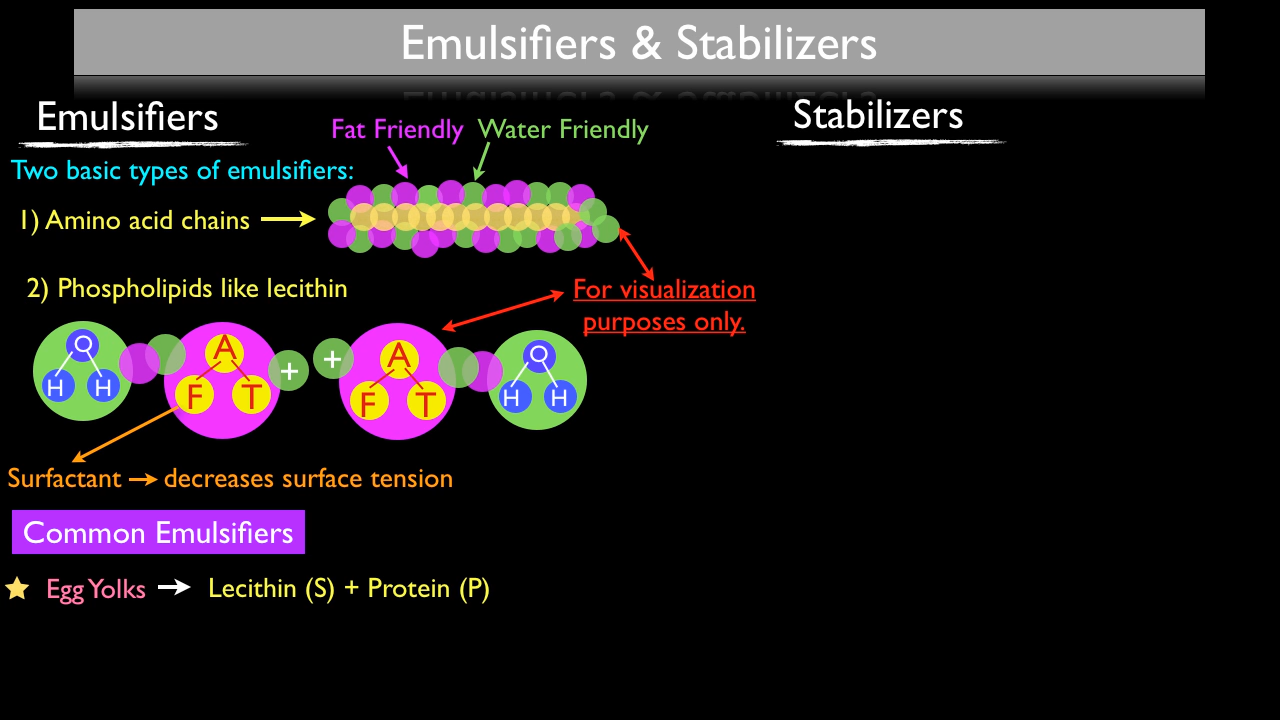 Emulsifiers & Stabilizers
Emulsifiers
Stabilizers
Fat Friendly
Water Friendly
Two basic types of emulsifiers:
1) Amino acid chains
2) Phospholipids like lecithin
For visualization
purposes only.
O
H H
A
F T
+
+
A
F T
O
H H
Surfactant → decreases surface tension
Common Emulsifiers
Egg Yolks → Lecithin (S) + Protein (P)